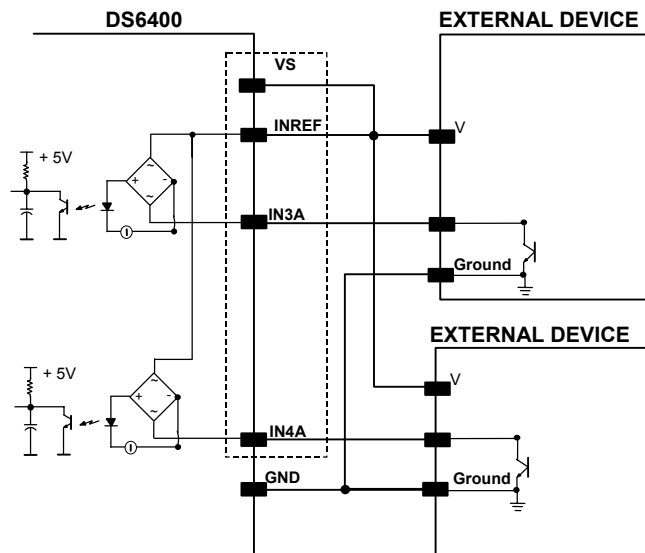 DS6400
EXTERNAL DEVICE
VS
INREF
V
+ 5V
+
-
~
~
IN3A
Ground
EXTERNAL DEVICE
+ 5V
V
+
-
~
~
IN4A
GND
Ground